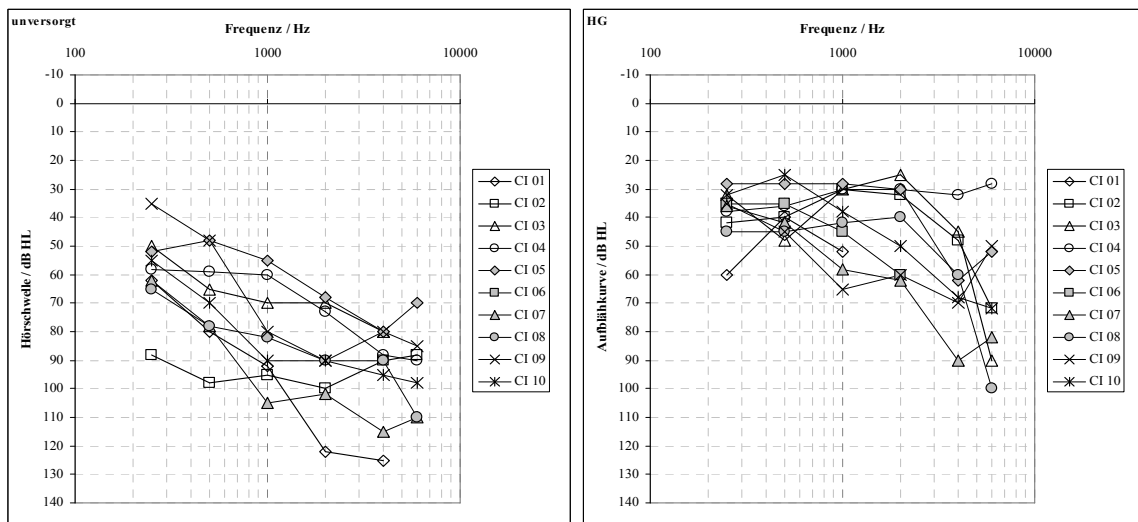 unversorgt
Frequenz / Hz
100 1000 10000
Hörschwelle / dB HL
-10
0
10
20
30
40
50
60
70
80
90
100
110
120
130
140
CI 01
CI 02
CI 03
CI 04
CI 05
CI 06
CI 07
CI 08
CI 09
CI 10
HG
Frequenz / Hz
100 1000 10000
Aufblähkurve / dB HL
-10
0
10
20
30
40
50
60
70
80
90
100
110
120
130
140
CI 01
CI 02
CI 03
CI 04
CI 05
CI 06
CI 07
CI 08
CI 09
CI 10